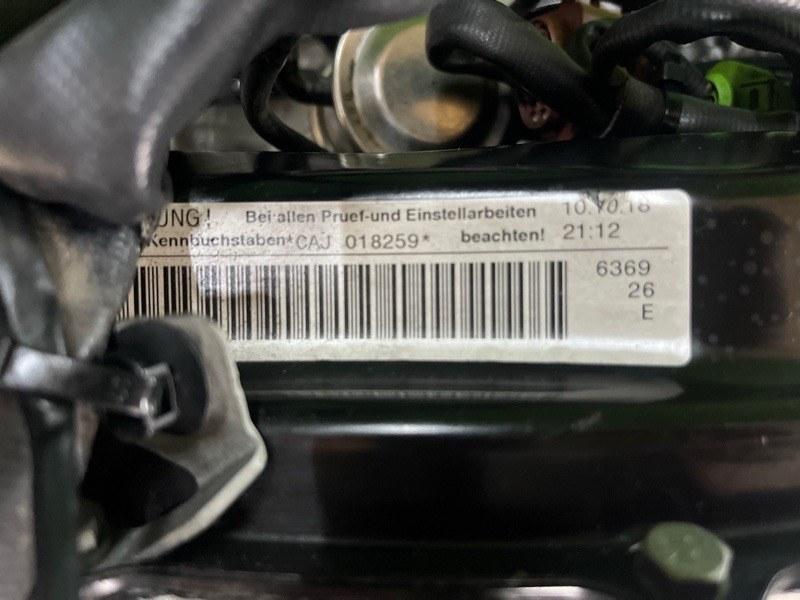 UNG! Bei allen Pruef-und Einstellarbeiten 10.10.18
Kennbuchstaben*CAJ 018259* beachten! 21:12
6369
26
E